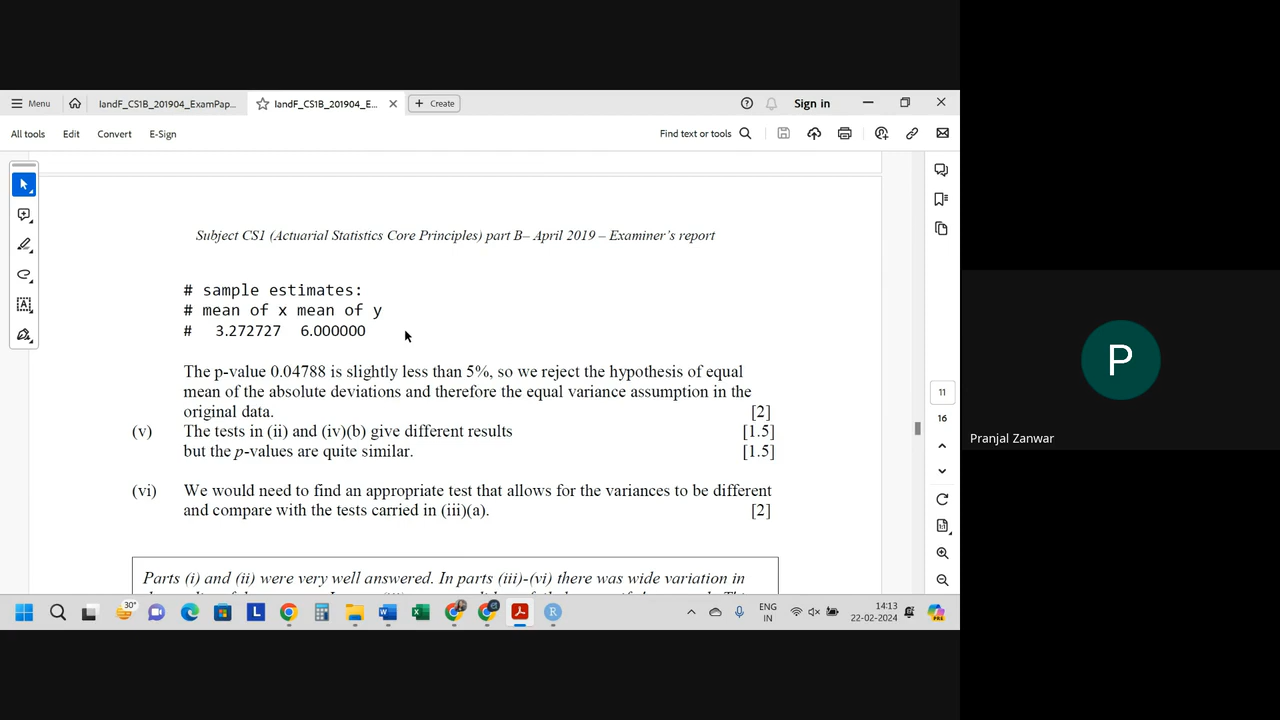 Menu
IandF_CS1B_201904_ExamPap...
IandF_CS1B_201904_E...
Create
Sign in
All tools
Edit
Convert
E-Sign
Find text or tools
Subject CS1 (Actuarial Statistics Core Principles) part B– April 2019 – Examiner's report
# sample estimates:
# mean of x mean of y
# 3.272727 6.000000
The p-value 0.04788 is slightly less than 5%, so we reject the hypothesis of equal
mean of the absolute deviations and therefore the equal variance assumption in the
original data. [2]
(v) The tests in (ii) and (iv)(b) give different results [1.5]
but the p-values are quite similar. [1.5]
(vi) We would need to find an appropriate test that allows for the variances to be different
and compare with the tests carried in (iii)(a). [2]
Parts (i) and (ii) were very well answered. In parts (iii)-(vi) there was wide variation in
11
16
P
Pranjal Zanwar
30°
L
R
ENG
IN
14:13
22-02-2024